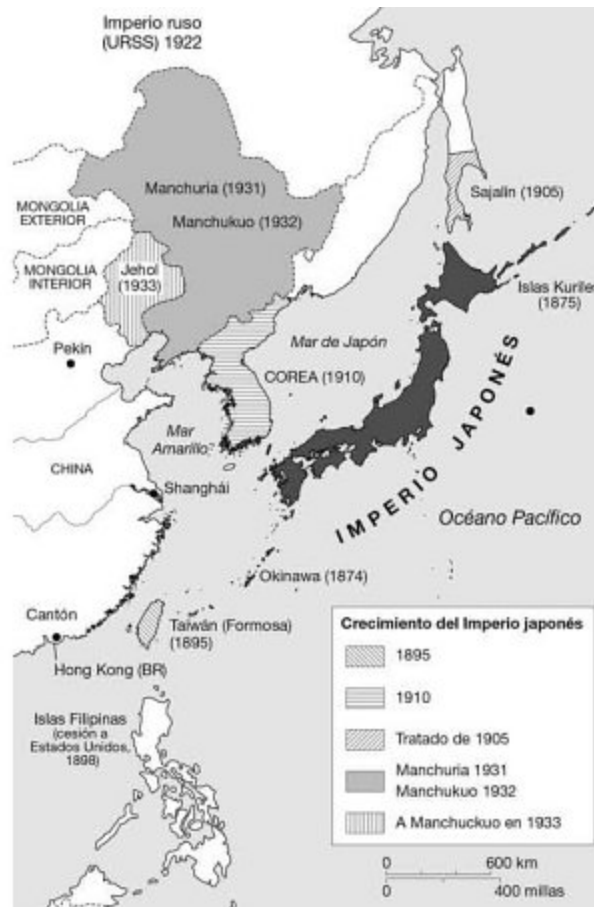 Imperio ruso
(URSS) 1922
Manchuria (1931)
Manchukuo (1932)
MONGOLIA
EXTERIOR
MONGOLIA
INTERIOR
Jehol
(1933)
Sajalín (1905)
Islas Kuriles
(1875)
Pekín
Mar de Japón
COREA (1910)
Mar
Amarillo
CHINA
Shanghái
IMPERIO JAPONÉS
Océano Pacífico
Okinawa (1874)
Cantón
Taiwán (Formosa)
(1895)
Hong Kong (BR)
Islas Filipinas
(cesión a
Estados Unidos,
1898)
Crecimiento del Imperio japonés
1895
1910
Tratado de 1905
Manchuria 1931
Manchukuo 1932
A Manchuckuo en 1933
0 600 km
0 400 millas